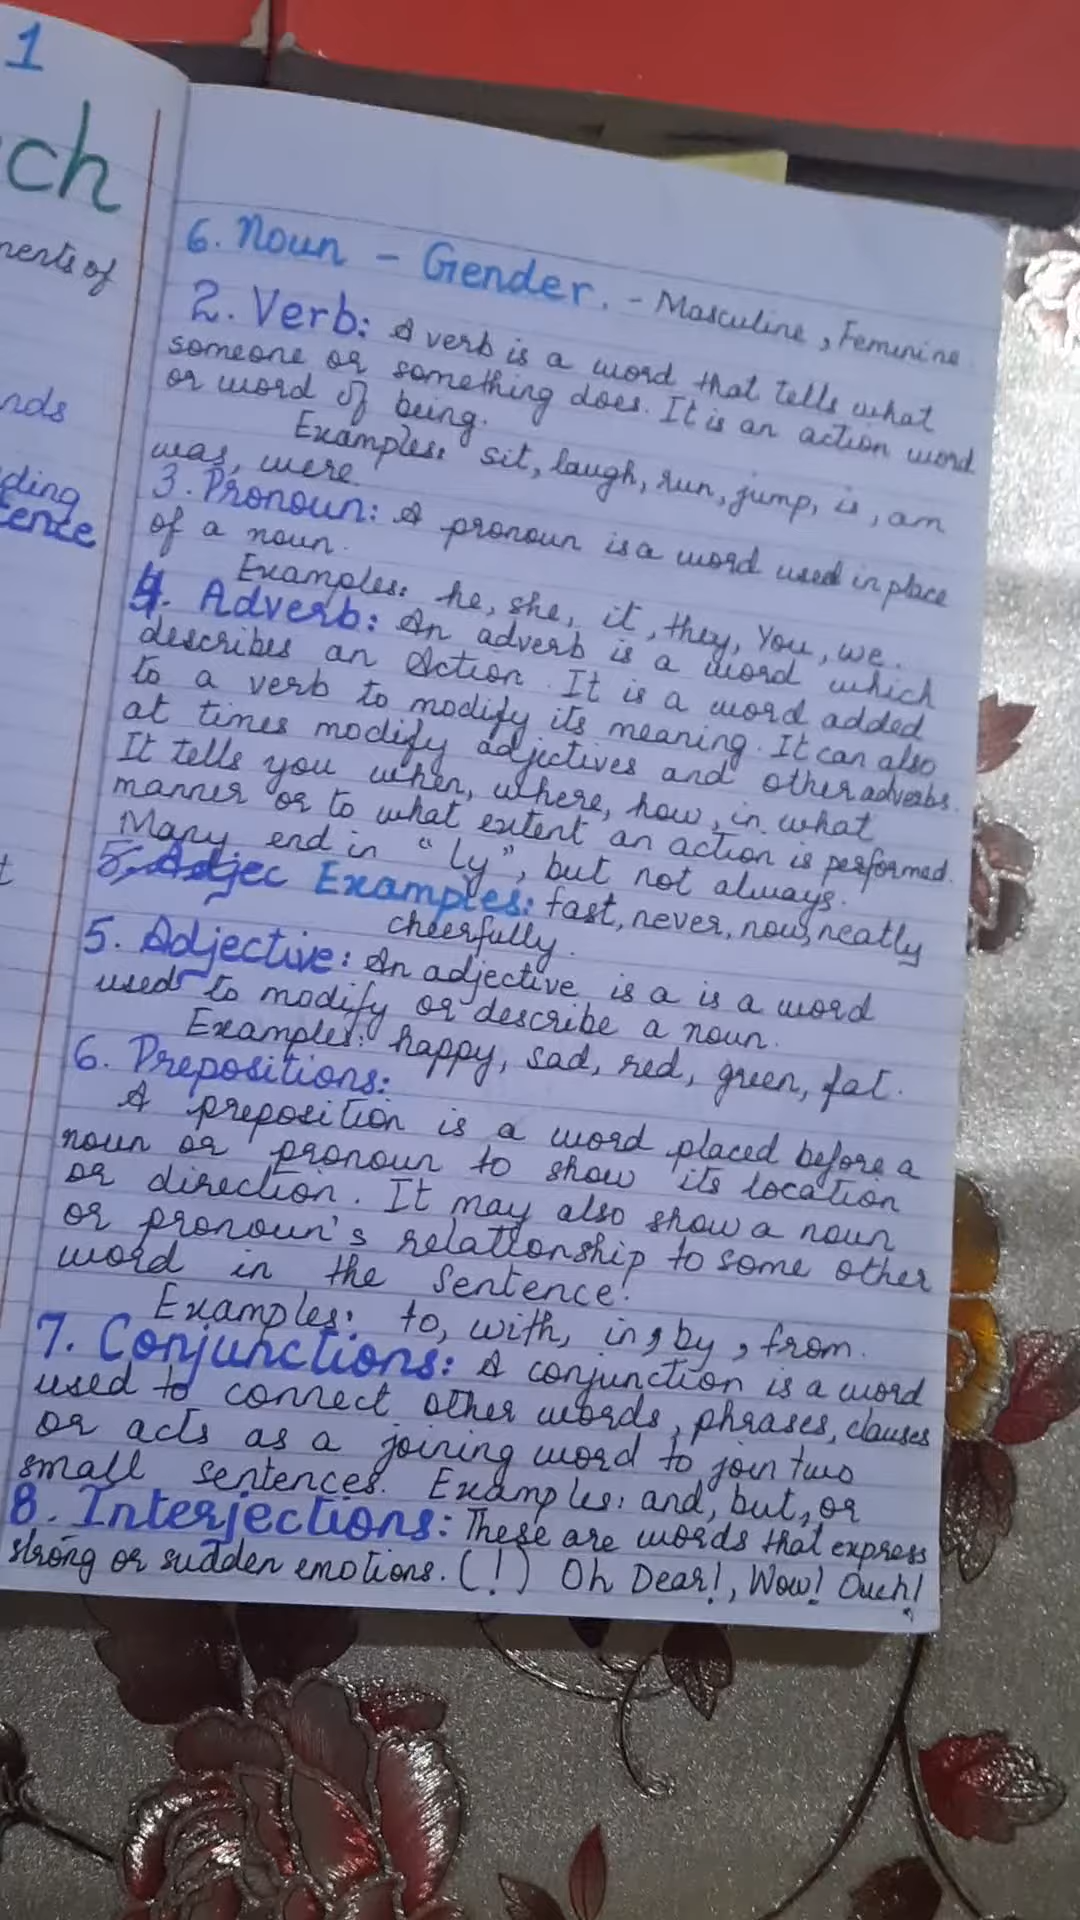 1
ch
ments of
nds
ding
tence
t
6. Noun - Gender. - Masculine, Feminine.
2. Verb: A verb is a word that tells what
someone or something does. It is an action word
or word of being.
Examples: sit, laugh, run, jump, is, am
was, were.
3. Pronoun: A pronoun is a word used in place
of a noun.
Examples: he, she, it, they, You, we.
4. Adverb: An adverb is a word which
describes an Action. It is a word added
to a verb to modify its meaning. It can also
at times modify adjectives and other adverbs.
It tells you when, where, how, in what
manner or to what extent an action is performed.
Many end in "ly", but not always.
5, Adjec Examples: fast, never, now, neatly
cheerfully.
5. Adjective: An adjective is a is a word
used to modify or describe a noun.
Examples: happy, sad, red, green, fat.
6. Prepositions:
A preposition is a word placed before a
noun or pronoun to show its location
or direction. It may also show a noun
or pronoun's relationship to some other
word in the Sentence.
Examples: to, with, in, by, from.
7. Conjunctions: A conjunction is a word
used to connect other words, phrases, clauses
or acts as a joining word to join two
small sentences. Examples: and, but, or
8. Interjections: These are words that express
strong or sudden emotions. (!) Oh Dear!, Wow! Ouch!